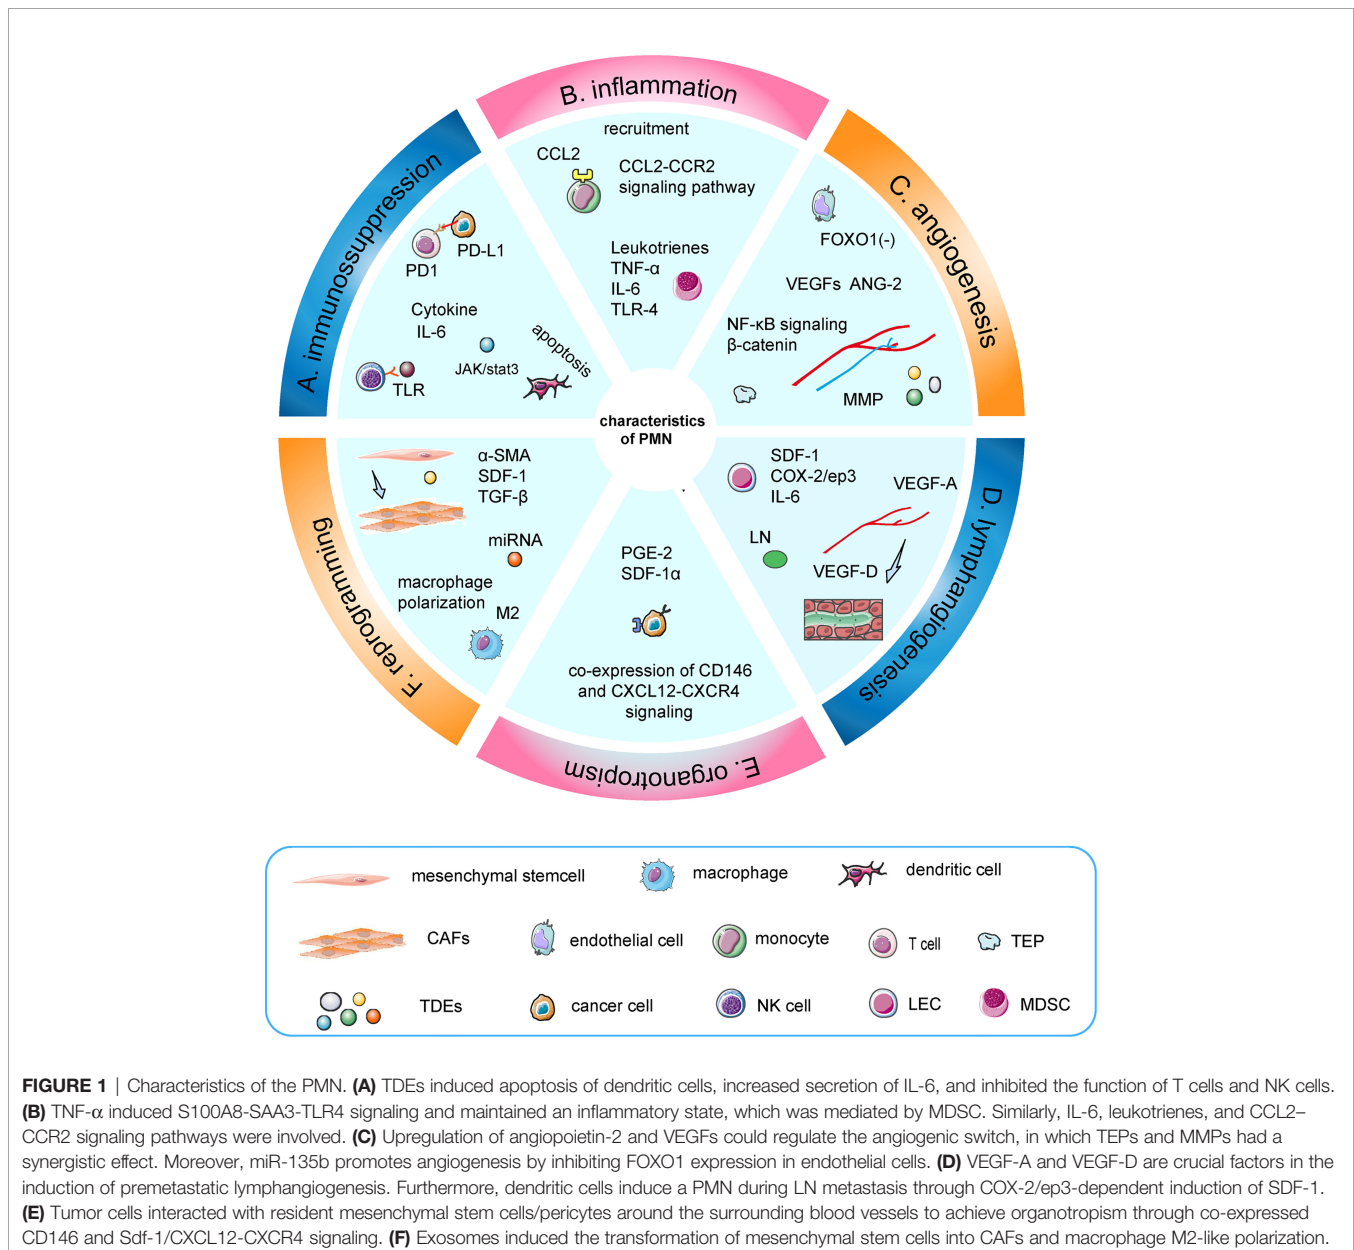 B. inflammation
recruitment
CCL2
CCL2-CCR2
signaling pathway
Leukotrienes
TNF-α
IL-6
TLR-4
A. immunossuppression
PD-L1
PD1
Cytokine
IL-6
apoptosis
JAK/stat3
TLR
C. angiogenesis
FOXO1(-)
VEGFs ANG-2
NF-κB signaling
β-catenin
MMP
characteristics
of PMN
D. lymphangiogenesis
SDF-1
COX-2/ep3
IL-6
VEGF-A
LN
VEGF-D
E. organotropism
PGE-2
SDF-1α
co-expression of CD146
and CXCL12-CXCR4
signaling
F. reprogramming
α-SMA
SDF-1
TGF-β
miRNA
macrophage
polarization
M2
mesenchymal stemcell
macrophage
dendritic cell
CAFs
endothelial cell
monocyte
T cell
TEP
TDEs
cancer cell
NK cell
LEC
MDSC
FIGURE 1 | Characteristics of the PMN. (A) TDEs induced apoptosis of dendritic cells, increased secretion of IL-6, and inhibited the function of T cells and NK cells.
(B) TNF-α induced S100A8-SAA3-TLR4 signaling and maintained an inflammatory state, which was mediated by MDSC. Similarly, IL-6, leukotrienes, and CCL2–
CCR2 signaling pathways were involved. (C) Upregulation of angiopoietin-2 and VEGFs could regulate the angiogenic switch, in which TEPs and MMPs had a
synergistic effect. Moreover, miR-135b promotes angiogenesis by inhibiting FOXO1 expression in endothelial cells. (D) VEGF-A and VEGF-D are crucial factors in the
induction of premetastatic lymphangiogenesis. Furthermore, dendritic cells induce a PMN during LN metastasis through COX-2/ep3-dependent induction of SDF-1.
(E) Tumor cells interacted with resident mesenchymal stem cells/pericytes around the surrounding blood vessels to achieve organotropism through co-expressed
CD146 and Sdf-1/CXCL12-CXCR4 signaling. (F) Exosomes induced the transformation of mesenchymal stem cells into CAFs and macrophage M2-like polarization.